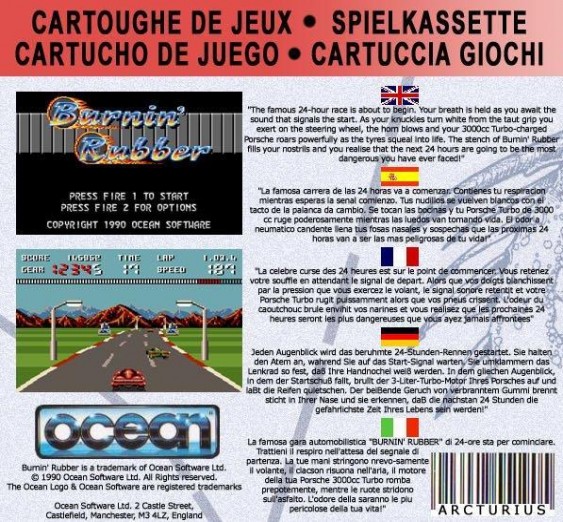 CARTOUGHE DE JEUX • SPIELKASSETTE
CARTUCHO DE JUEGO • CARTUCCIA GIOCHI
Burnin'
Rubber
PRESS FIRE 1 TO START
PRESS FIRE 2 FOR OPTIONS
COPYRIGHT 1990 OCEAN SOFTWARE
SCORE TIME LAP
GEAR 12345 17 SPEED 187
ocean
Burnin' Rubber is a trademark of Ocean Software Ltd.
© 1990 Ocean Software Ltd. All Rights reserved.
The Ocean Logo & Ocean Software are registered trademarks
Ocean Software Ltd. 2 Castle Street,
Castlefield, Manchester, M3 4LZ, England
"The famous 24-hour race is about to begin. Your breath is held as you await the
sound that signals the start. As your knuckles turn white from the taut grip you
exert on the steering wheel, the horn blows and your 3000cc Turbo-charged
Porsche roars powerfully as the tyres squeal into life. The stench of Burnin' Rubber
fills your nostrils and you realise that the next 24 hours are going to be the most
dangerous you have ever faced!"
"La famosa carrera de las 24 horas va a comenzar. Contienes tu respiration
mientras esperas la senal comienzo. Tus nudillos se vuelven blancos con el
tacto de la palanca da cambio. Se tocan las bocinas y tu Porsche Turbo de 3000
cc ruge poderosamente mientras las luedos van tomando vida. El odor a
neumatico candente llena tus fosas nasales y sospechas que las proximas 24
horas van a ser las mas peligrosas de tu vida!"
"La celebre curse des 24 heures est sur le point de commencer. Vous retenez
votre souffle en attendant le signal de depart. Alors que vos doigts blanchissent
par la pression que vous exercez le volant, le signal sonore retentit et votre
Porsche Turbo rugit puissamment alors que vos pneus crissent. L'odeur du
caoutchouc brule envihit vos narines et vous realisez que les prochaines 24
heures seront les plus dangereuses que vous ayez jamais affrontees"
Jeden Augenblick wird das beruhmte 24-Stunden-Rennen gestartet. Sie halten
den Atem an, wahrend Sie auf das Start-Signal warten. Sie umklammern das
Lenkrad so fest, daß Ihre Handnochel weiß werden. In dem gliechen Augenblick,
in dem der Startschuß fallt, brullt der 3-Liter-Turbo-Motor Ihres Porsches auf und
laßt die Reifen quietschen. Der beißende Geruch von verbranntem Gummi brennt
sticht in Ihrer Nase und sie erkennen, daß die nachsten 24 Stunden die
gefahrlichste Zeit Ihres Lebens sein werden!"
La famosa gara automobilistica "BURNIN' RUBBER" di 24-ore sta per cominciare.
Trattieni il respiro nell'attesa del segnale di
partenza. La tue mani stringono nrevo-samente
il volante, il clacson risuona nell'aria, il motore
della tua Porsche 3000cc Turbo romba
prepotemente, mentre le ruote stridono
sull'asfalto. L'odore della saranno le piu
pericolose della tua vita!"
ARCTURIUS